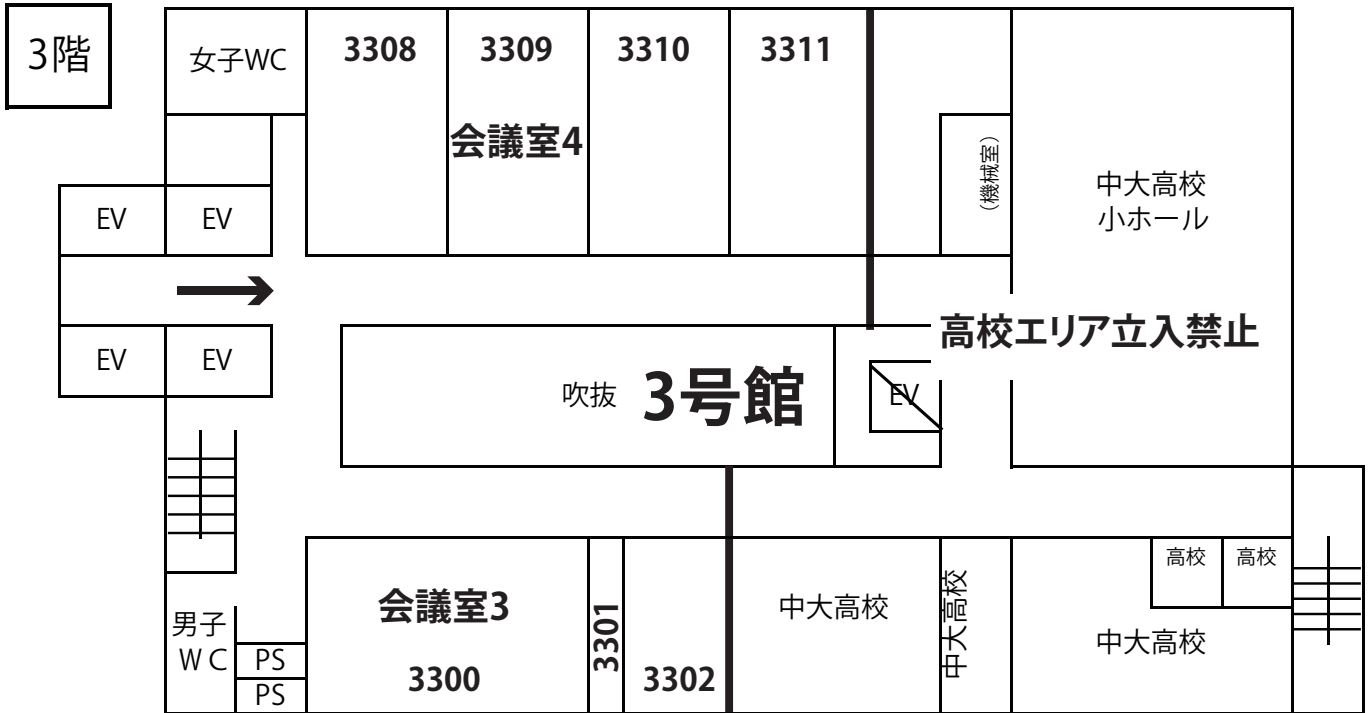 3階
女子WC
3308
3309
3310
3311
会議室4
(機械室)
中大高校
小ホール
EV
EV
高校エリア立入禁止
EV
EV
吹抜
3号館
EV
高校
高校
会議室3
3301
中大高校
中大高校
男子
WC
中大高校
PS
3300
3302
PS